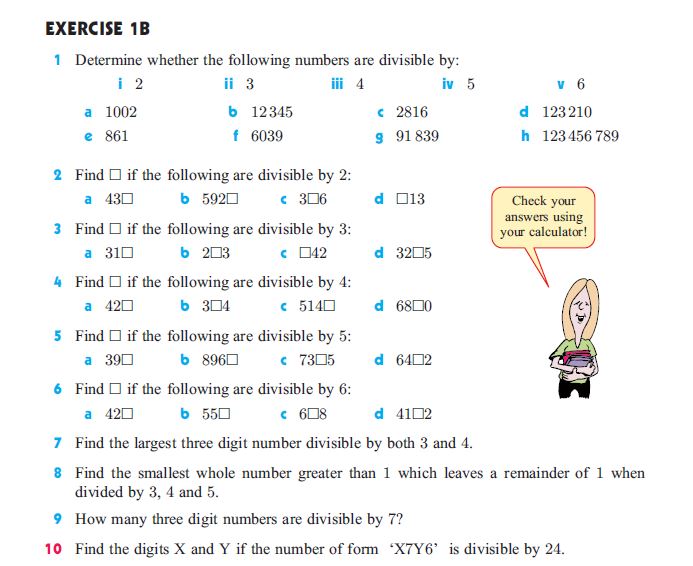 EXERCISE 1B
1 Determine whether the following numbers are divisible by:
i 2 ii 3 iii 4 iv 5 v 6
a 1002 b 12 345 c 2816 d 123 210
e 861 f 6039 g 91 839 h 123 456 789
2 Find □ if the following are divisible by 2:
a 43□ b 592□ c 3□6 d □13
3 Find □ if the following are divisible by 3:
a 31□ b 2□3 c □42 d 32□5
4 Find □ if the following are divisible by 4:
a 42□ b 3□4 c 514□ d 68□0
5 Find □ if the following are divisible by 5:
a 39□ b 896□ c 73□5 d 64□2
6 Find □ if the following are divisible by 6:
a 42□ b 55□ c 6□8 d 41□2
Check your
answers using
your calculator!
7 Find the largest three digit number divisible by both 3 and 4.
8 Find the smallest whole number greater than 1 which leaves a remainder of 1 when
divided by 3, 4 and 5.
9 How many three digit numbers are divisible by 7?
10 Find the digits X and Y if the number of form ‘X7Y6’ is divisible by 24.